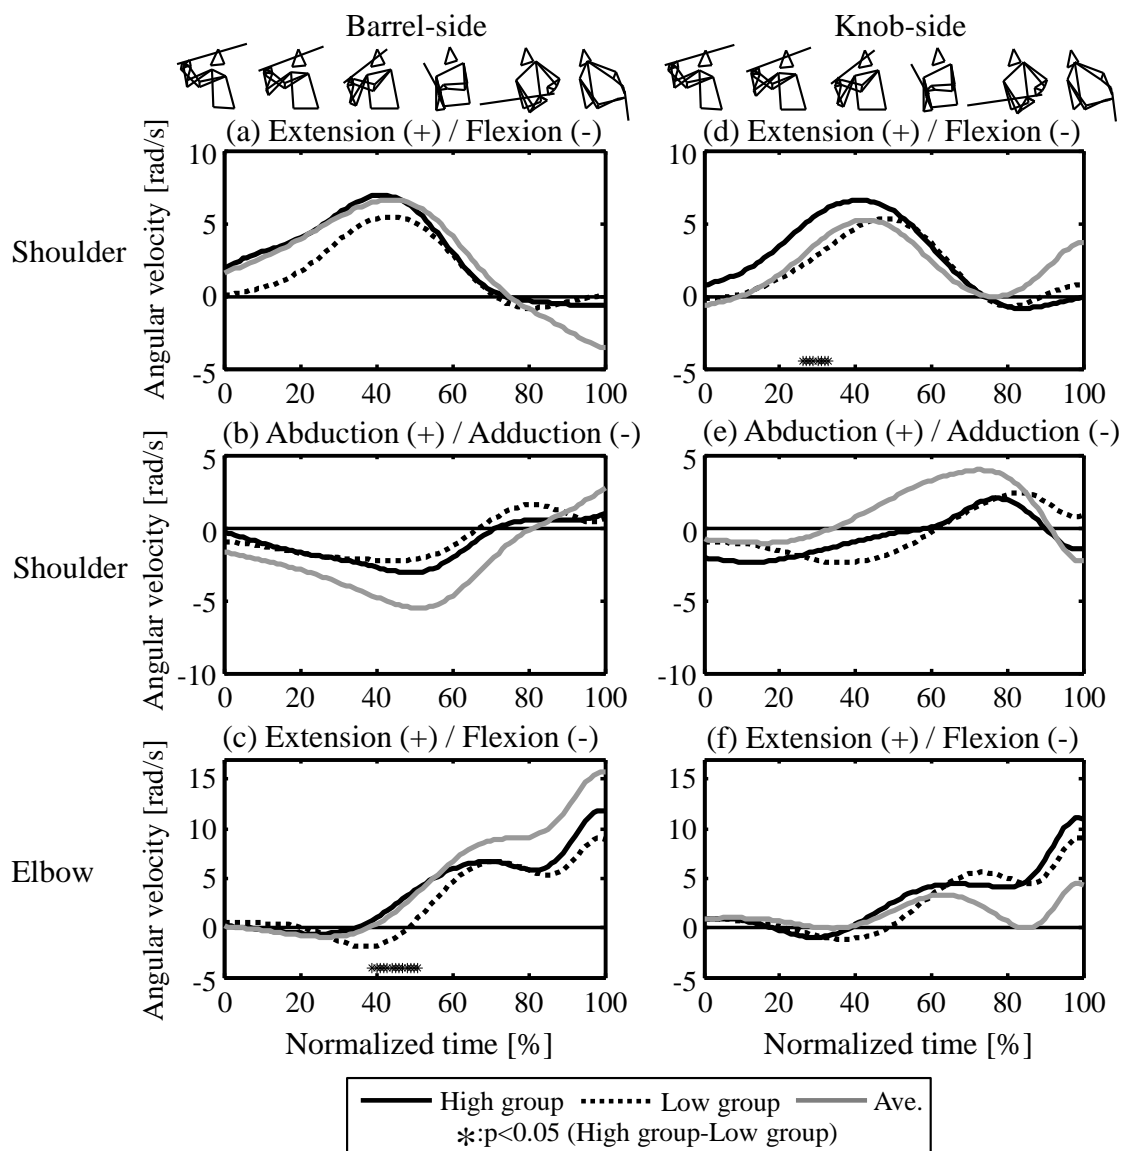 Barrel-side Knob-side
(a) Extension (+) / Flexion (-) (d) Extension (+) / Flexion (-)
Shoulder
Angular velocity [rad/s]
10
5
0
-5
0 20 40 60 80 100
10
5
0
-5
0 20 40 60 80 100
(b) Abduction (+) / Adduction (-) (e) Abduction (+) / Adduction (-)
Shoulder
Angular velocity [rad/s]
5
0
-5
-10
0 20 40 60 80 100
5
0
-5
-10
0 20 40 60 80 100
(c) Extension (+) / Flexion (-) (f) Extension (+) / Flexion (-)
Elbow
Angular velocity [rad/s]
15
10
5
0
-5
0 20 40 60 80 100
15
10
5
0
-5
0 20 40 60 80 100
Normalized time [%] Normalized time [%]
High group Low group Ave.
*:p<0.05 (High group-Low group)